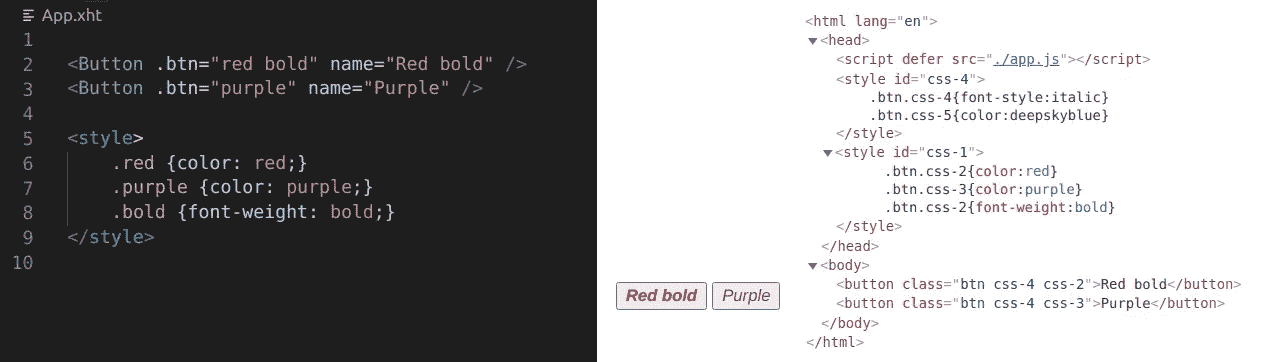 App.xht
1
2 <Button .btn="red bold" name="Red bold" />
3 <Button .btn="purple" name="Purple" />
4
5 <style>
6 .red {color: red;}
7 .purple {color: purple;}
8 .bold {font-weight: bold;}
9 </style>
10
Red bold Purple
<html lang="en">
<head>
<script defer src="./app.js"></script>
<style id="css-4">
.btn.css-4{font-style:italic}
.btn.css-5{color:deepskyblue}
</style>
<style id="css-1">
.btn.css-2{color:red}
.btn.css-3{color:purple}
.btn.css-2{font-weight:bold}
</style>
</head>
<body>
<button class="btn css-4 css-2">Red bold</button>
<button class="btn css-4 css-3">Purple</button>
</body>
</html>